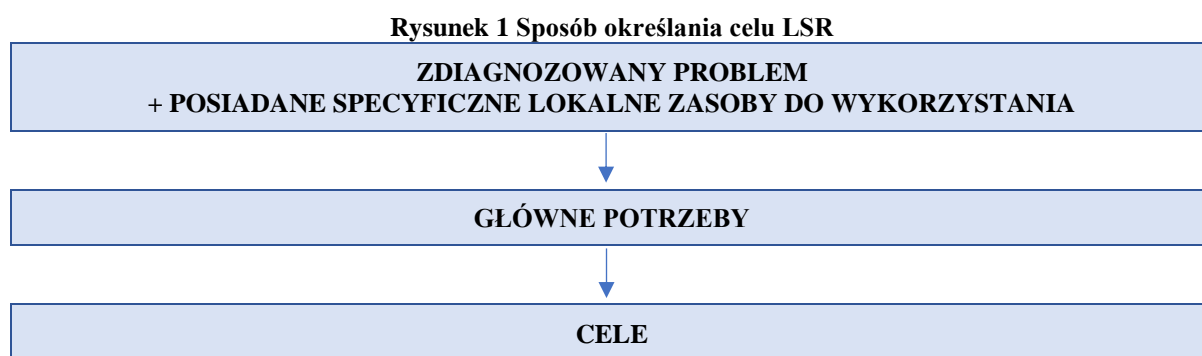 Rysunek 1 Sposób określania celu LSR
ZDIAGNOZOWANY PROBLEM
+ POSIADANE SPECYFICZNE LOKALNE ZASOBY DO WYKORZYSTANIA
GŁÓWNE POTRZEBY
CELE